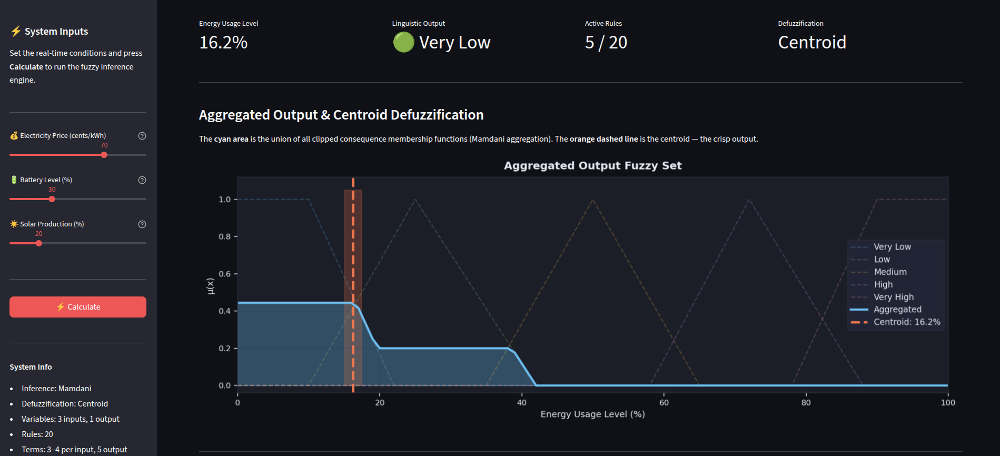 ⚡ System Inputs
Set the real-time conditions and press
Calculate to run the fuzzy inference
engine.
💰 Electricity Price (cents/kWh)
70
🔋 Battery Level (%)
30
☀️ Solar Production (%)
20
⚡ Calculate
System Info
• Inference: Mamdani
• Defuzzification: Centroid
• Variables: 3 inputs, 1 output
• Rules: 20
• Terms: 3–4 per input, 5 output
Energy Usage Level
16.2%
Linguistic Output
🟢 Very Low
Active Rules
5 / 20
Defuzzification
Centroid
Aggregated Output & Centroid Defuzzification
The cyan area is the union of all clipped consequence membership functions (Mamdani aggregation). The orange dashed line is the centroid — the crisp output.
Aggregated Output Fuzzy Set
μ(x)
1.0
0.8
0.6
0.4
0.2
0.0
0 20 40 60 80 100
Energy Usage Level (%)
Very Low
Low
Medium
High
Very High
Aggregated
Centroid: 16.2%